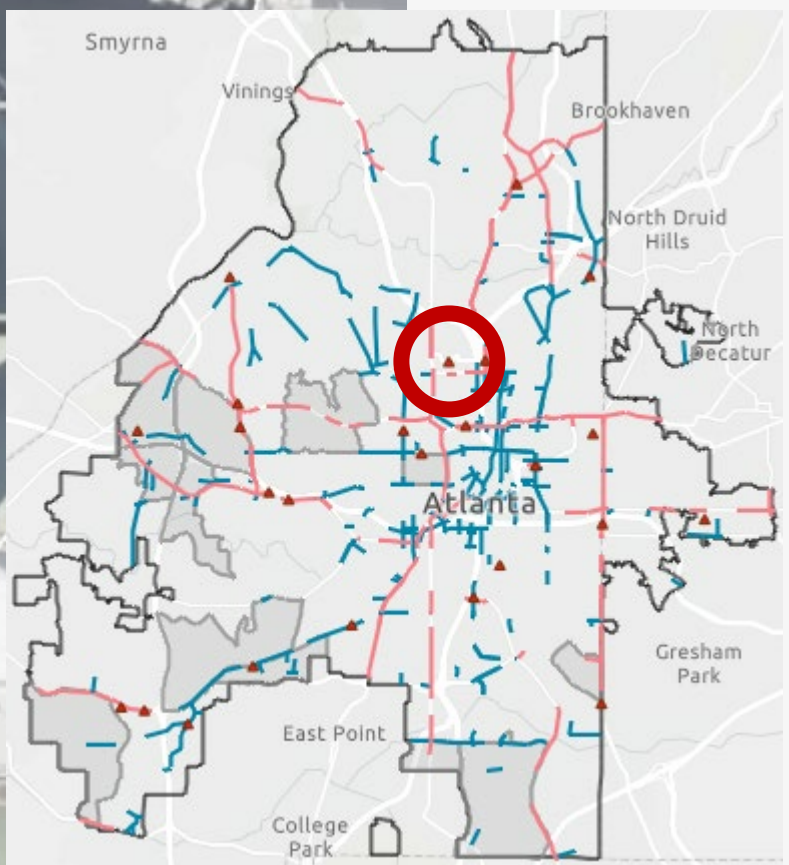 Smyrna
Vinings
Brookhaven
North Druid
Hills
North
Decatur
Atlanta
Gresham
Park
East Point
College
Park